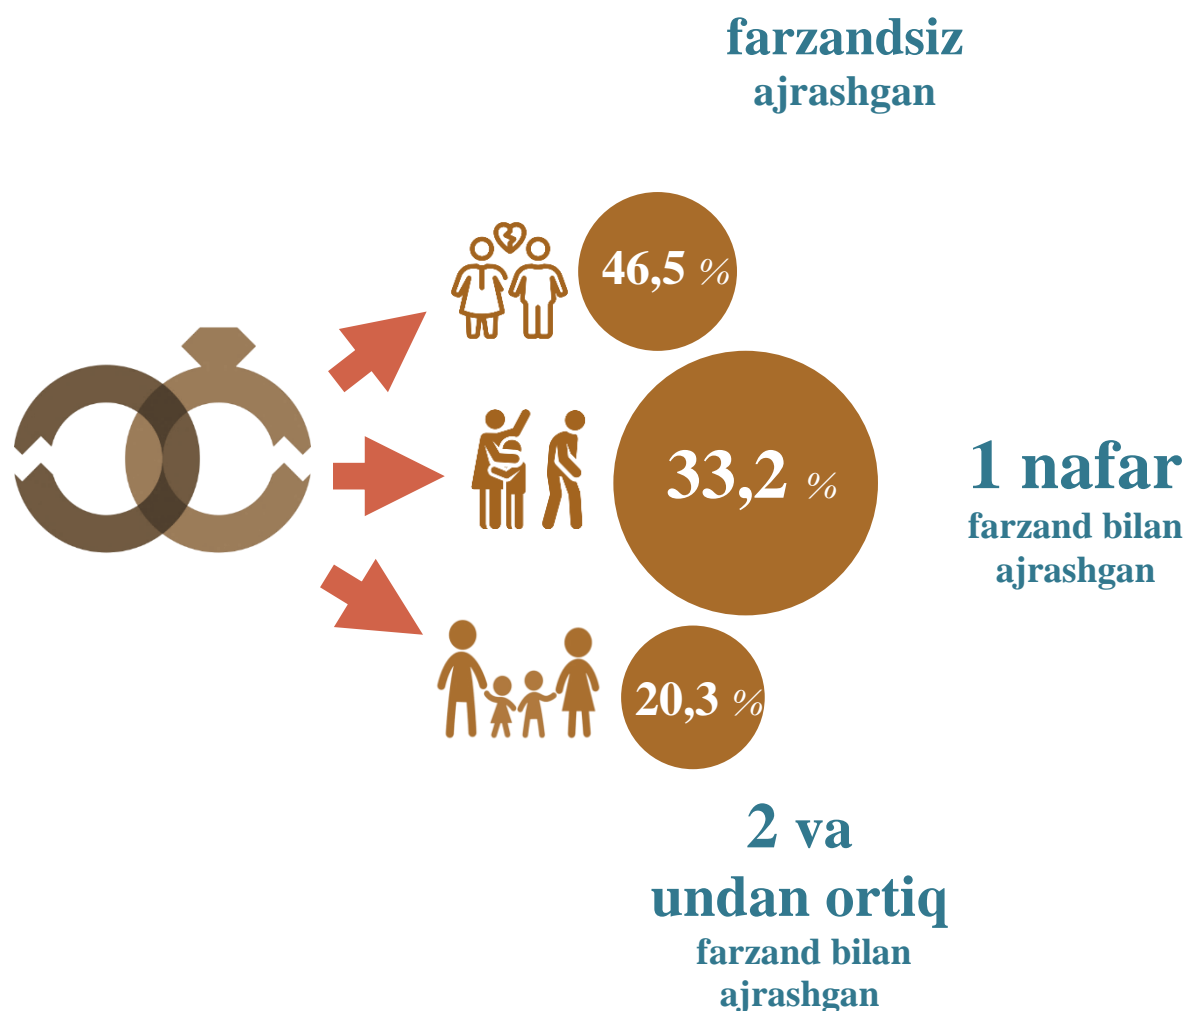 farzandsiz
ajrashgan
46,5 %
33,2 %
1 nafar
farzand bilan
ajrashgan
20,3 %
2 va
undan ortiq
farzand bilan
ajrashgan